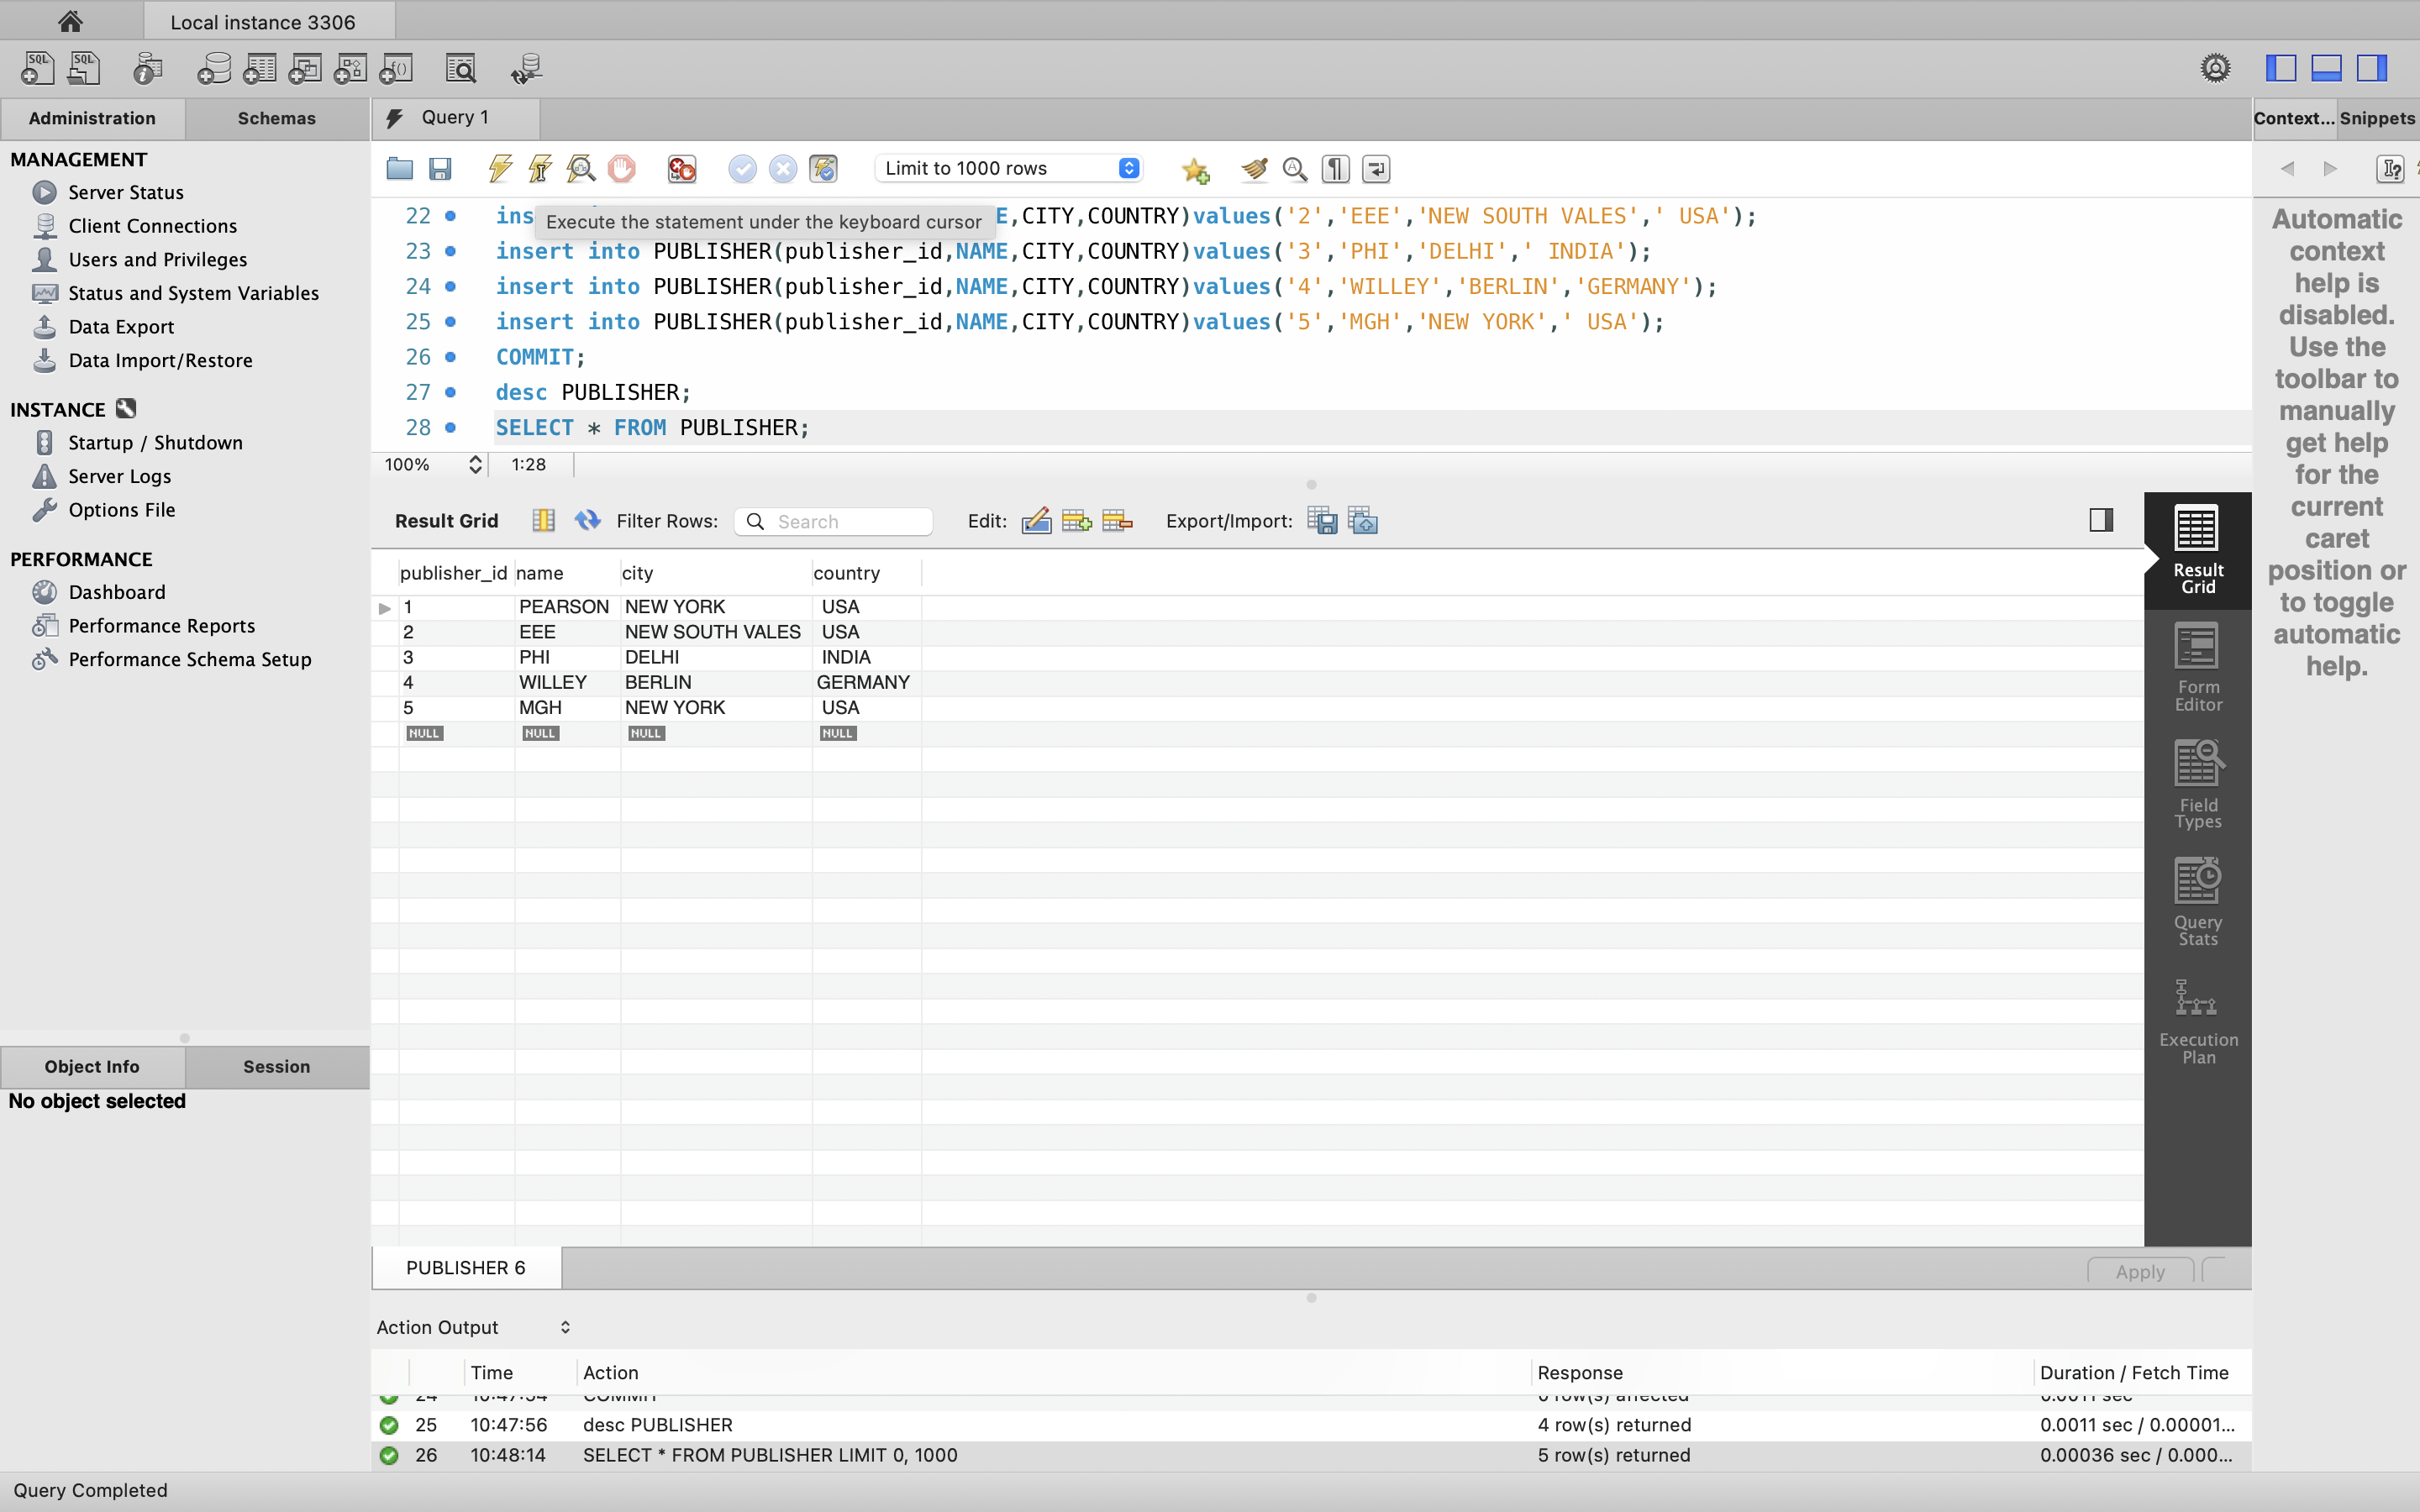 Local instance 3306
Administration
Schemas
Query 1
Context...
Snippets
MANAGEMENT
Server Status
Client Connections
Users and Privileges
Status and System Variables
Data Export
Data Import/Restore
INSTANCE
Startup / Shutdown
Server Logs
Options File
PERFORMANCE
Dashboard
Performance Reports
Performance Schema Setup
Object Info
Session
No object selected
Limit to 1000 rows
Execute the statement under the keyboard cursor
22 ins E,CITY,COUNTRY)values('2','EEE','NEW SOUTH VALES',' USA');
23 insert into PUBLISHER(publisher_id,NAME,CITY,COUNTRY)values('3','PHI','DELHI',' INDIA');
24 insert into PUBLISHER(publisher_id,NAME,CITY,COUNTRY)values('4','WILLEY','BERLIN','GERMANY');
25 insert into PUBLISHER(publisher_id,NAME,CITY,COUNTRY)values('5','MGH','NEW YORK',' USA');
26 COMMIT;
27 desc PUBLISHER;
28 SELECT * FROM PUBLISHER;
100% 1:28
Result Grid Filter Rows: Search Edit: Export/Import:
publisher_id name city country
1 PEARSON NEW YORK USA
2 EEE NEW SOUTH VALES USA
3 PHI DELHI INDIA
4 WILLEY BERLIN GERMANY
5 MGH NEW YORK USA
NULL NULL NULL NULL
Result
Grid
Form
Editor
Field
Types
Query
Stats
Execution
Plan
PUBLISHER 6
Apply
Action Output
Time Action Response Duration / Fetch Time
24 10:47:54 COMMIT 0 row(s) affected 0.0011 sec
25 10:47:56 desc PUBLISHER 4 row(s) returned 0.0011 sec / 0.00001...
26 10:48:14 SELECT * FROM PUBLISHER LIMIT 0, 1000 5 row(s) returned 0.00036 sec / 0.000...
Automatic
context
help is
disabled.
Use the
toolbar to
manually
get help
for the
current
caret
position or
to toggle
automatic
help.
Query Completed